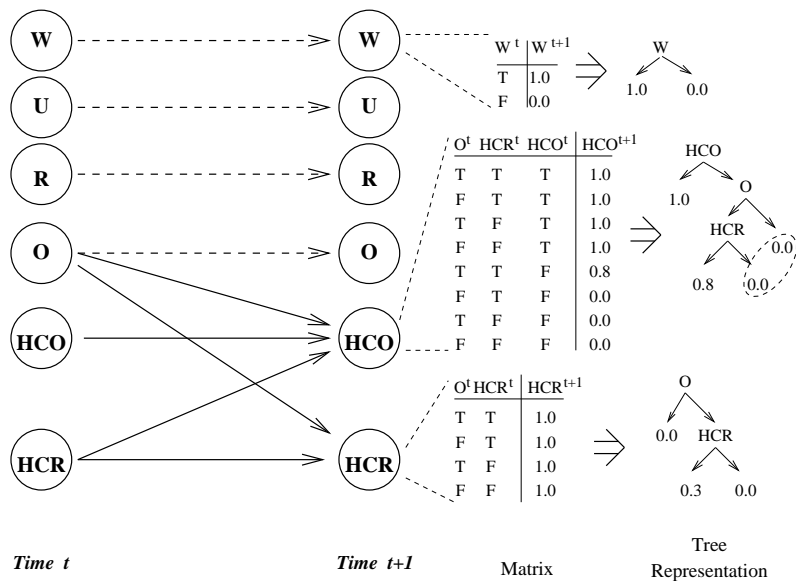 W W
U U
R R
O O
HCO HCO
HCR HCR
W^t W^t+1
T 1.0
F 0.0
W
1.0 0.0
O^t HCR^t HCO^t HCO^t+1
T T T 1.0
F T T 1.0
T F T 1.0
F F T 1.0
T T F 0.8
F T F 0.0
T F F 0.0
F F F 0.0
HCO
1.0 O
HCR 0.0
0.8 0.0
O^t HCR^t HCR^t+1
T T 1.0
F T 1.0
T F 1.0
F F 1.0
O
0.0 HCR
0.3 0.0
Time t Time t+1 Matrix Tree
Representation